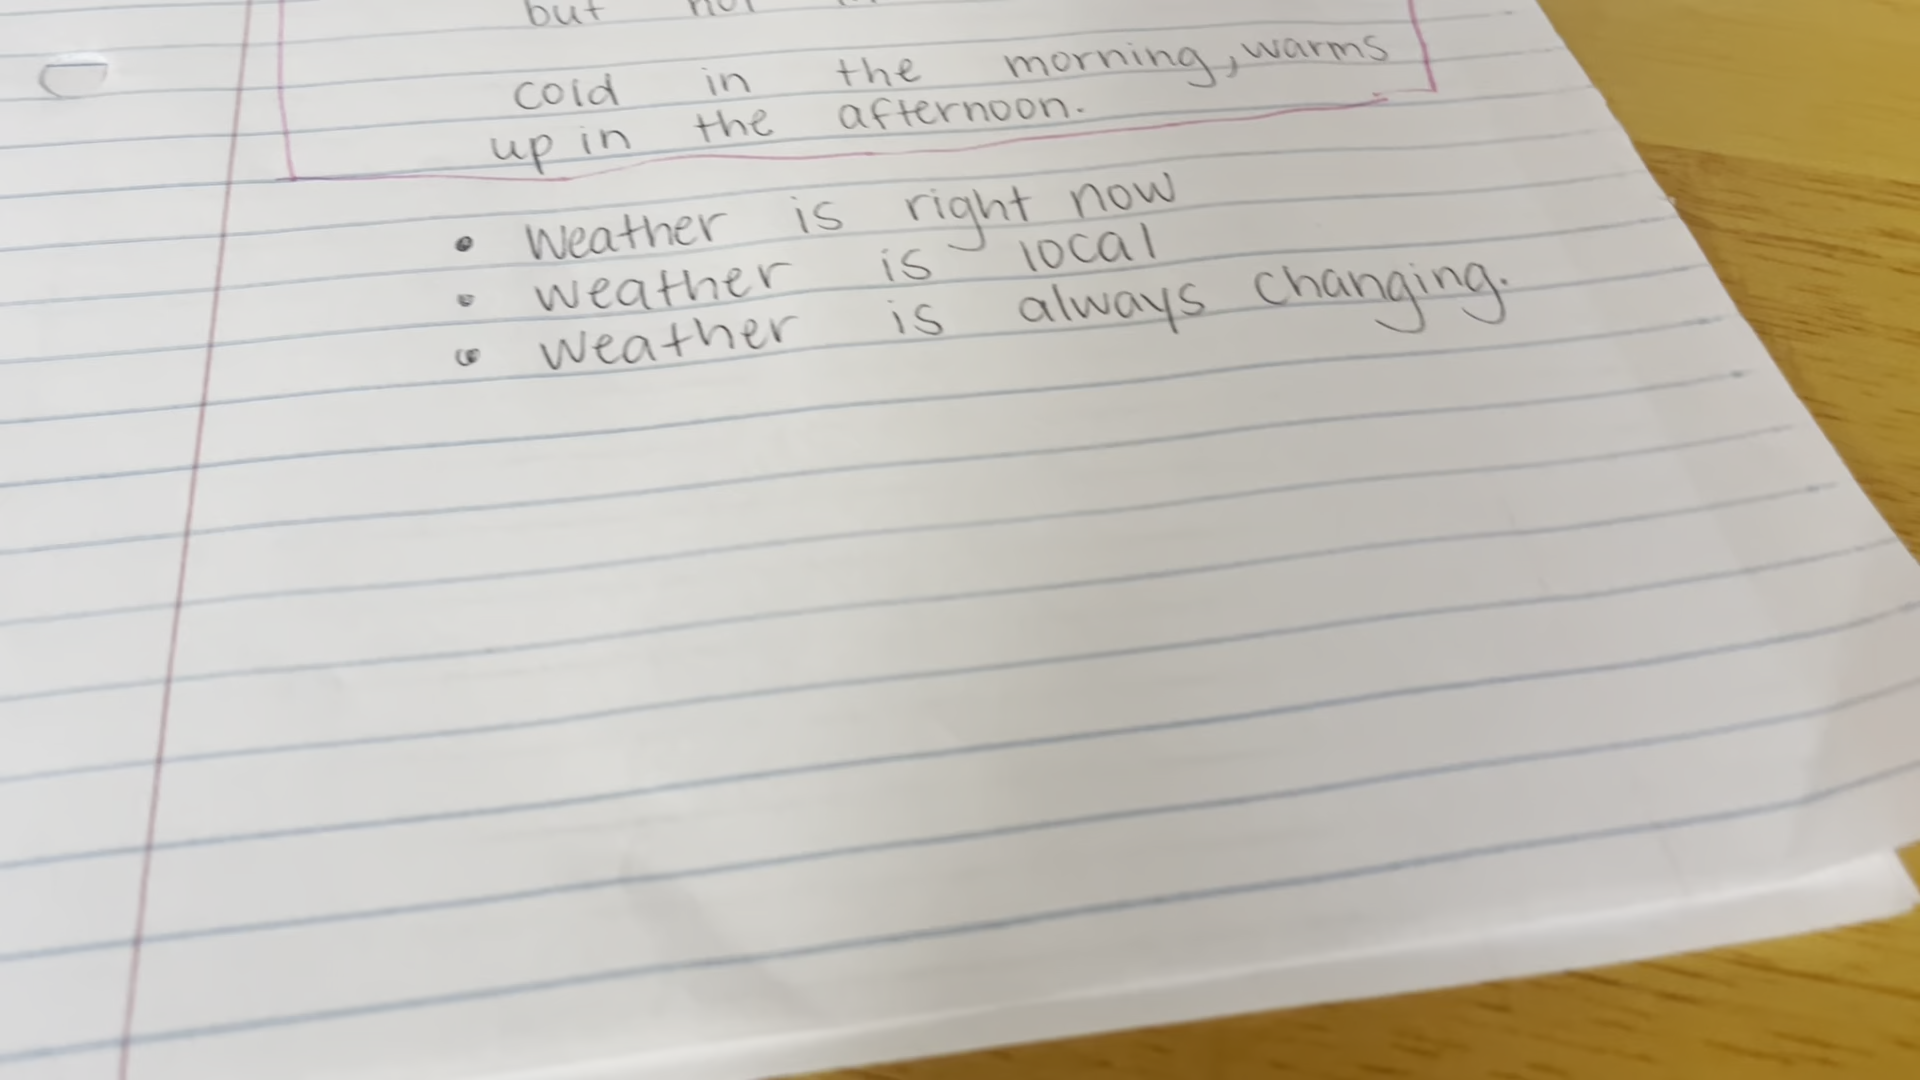 but not
cold in the morning, warms
up in the afternoon.
• Weather is right now
• weather is local
• weather is always changing.